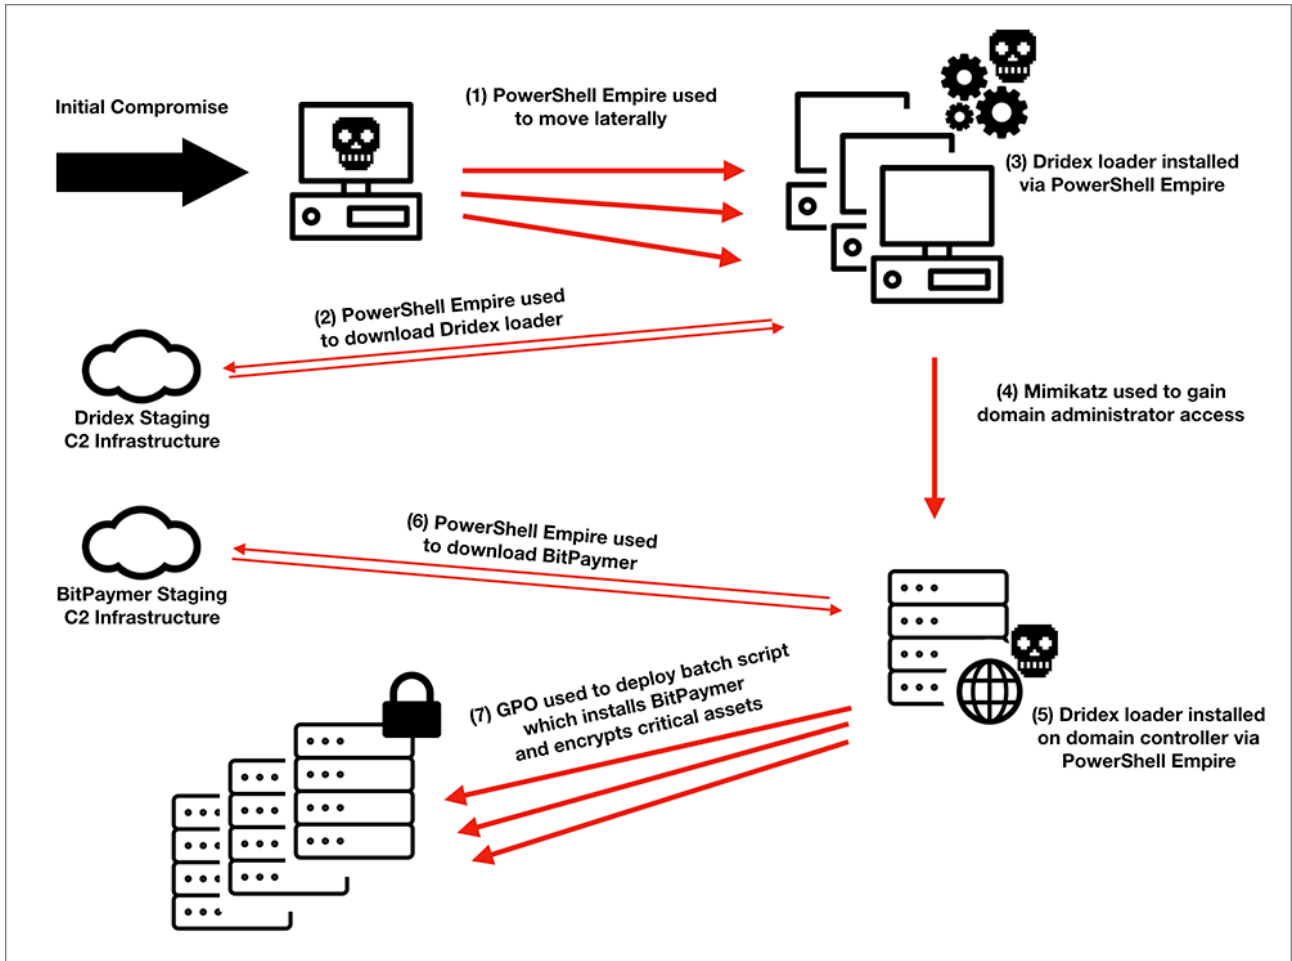 Initial Compromise
(1) PowerShell Empire used
to move laterally
(3) Dridex loader installed
via PowerShell Empire
(2) PowerShell Empire used
to download Dridex loader
Dridex Staging
C2 Infrastructure
(4) Mimikatz used to gain
domain administrator access
(6) PowerShell Empire used
to download BitPaymer
BitPaymer Staging
C2 Infrastructure
(7) GPO used to deploy batch script
which installs BitPaymer
and encrypts critical assets
(5) Dridex loader installed
on domain controller via
PowerShell Empire